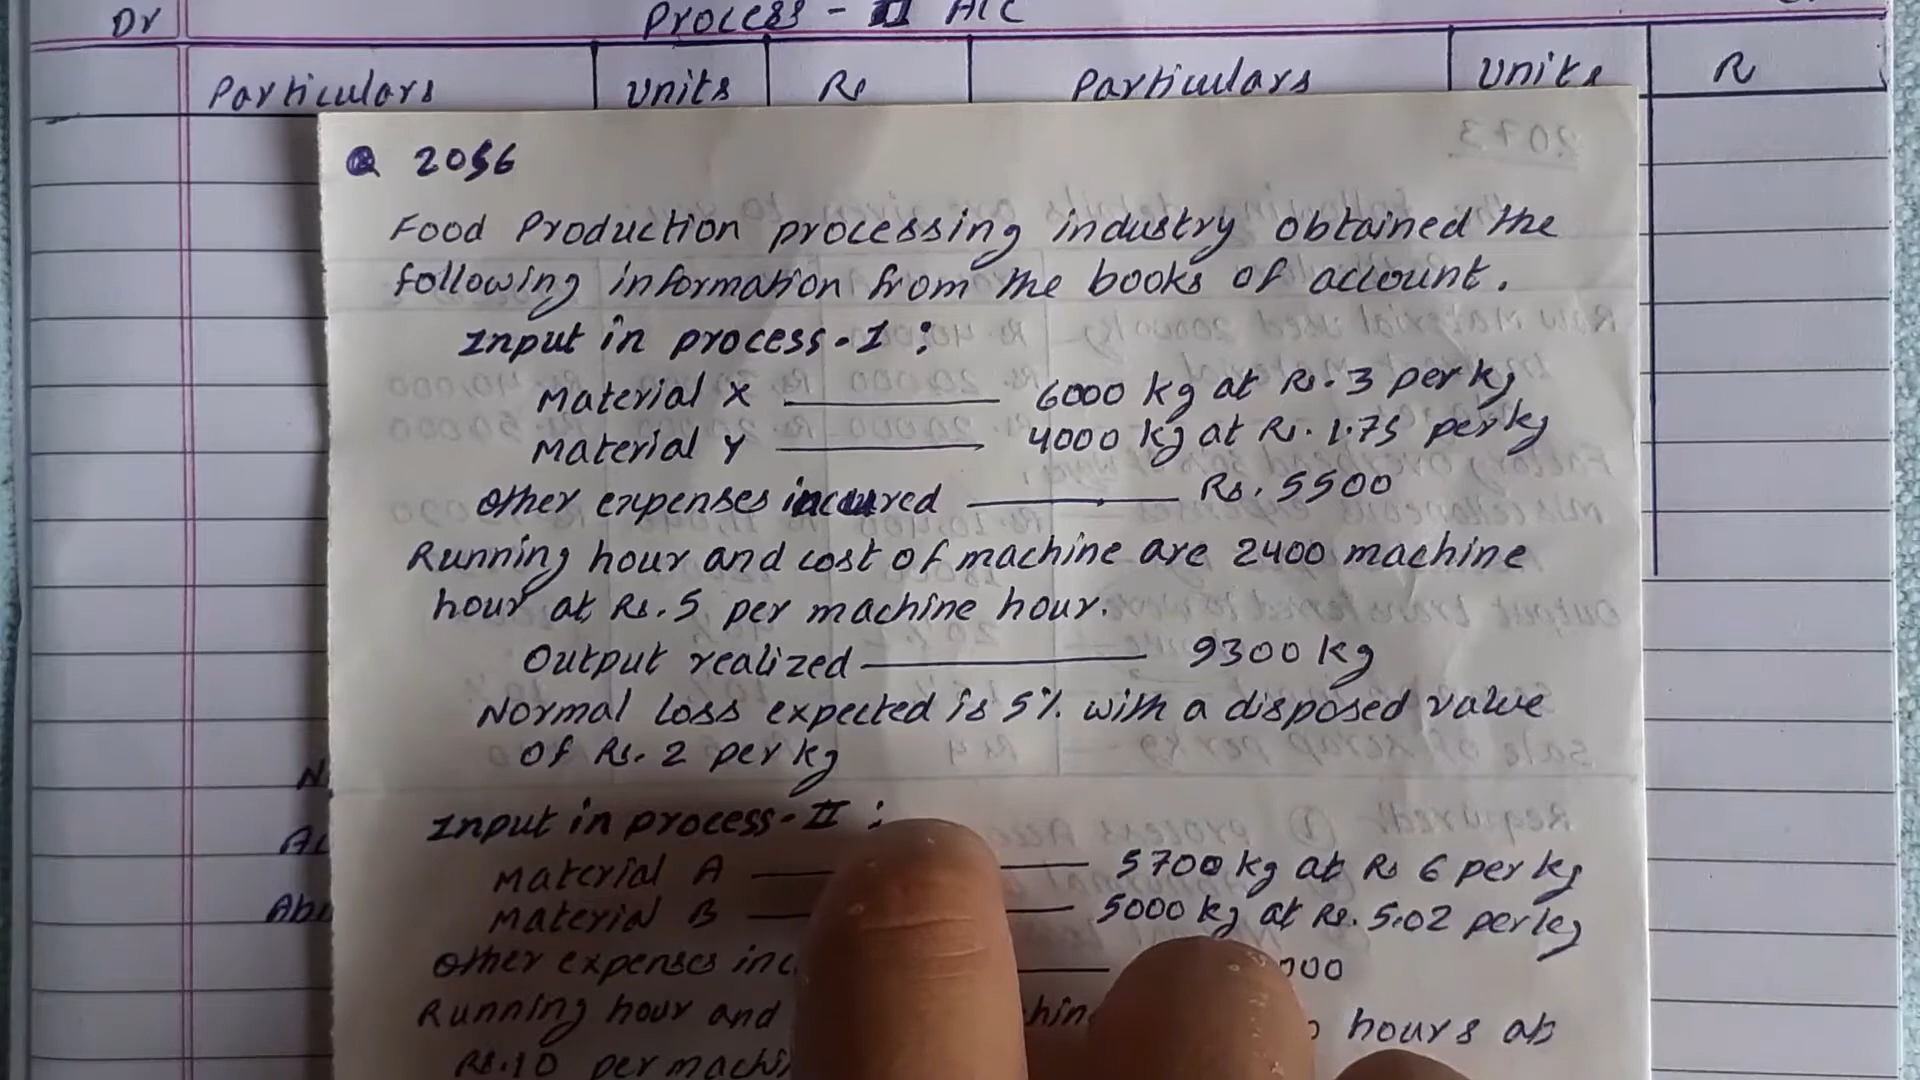 Dr Process - II A/c
Particulars Units Rs Particulars Units R
2073
Q 2056
Food Production processing industry obtained the
following information from the books of account.
Input in process-I :
Material X 6000 kg at Rs. 3 per kg
Material Y 4000 kg at Rs. 1.75 per kg
Other expenses incurred Rs. 5500
Running hour and cost of machine are 2400 machine
hour at Rs. 5 per machine hour.
Output realized 9300 kg
Normal loss expected is 5% with a disposed value
of Rs. 2 per kg
Input in process-II :
Material A 5700 kg at Rs 6 per kg
Material B 5000 kg at Rs. 5.02 per kg
Other expenses inc 000
Running hour and hours at
Rs. 10 per machi